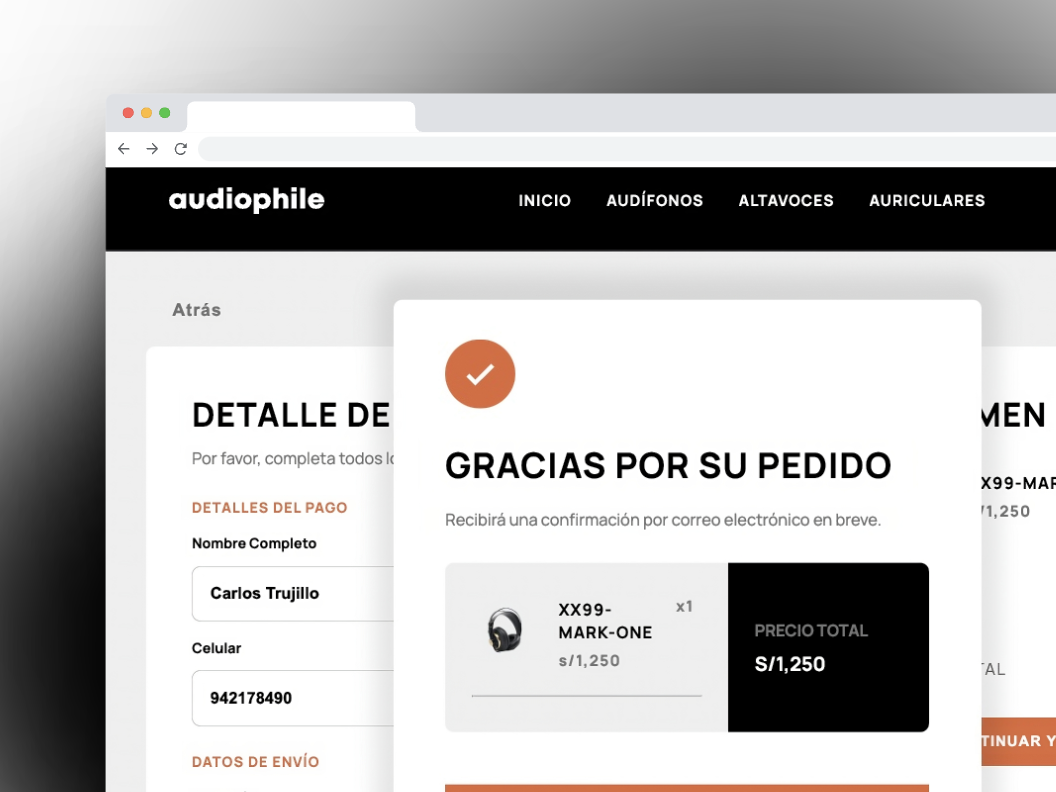 audiophile
INICIO AUDÍFONOS ALTAVOCES AURICULARES
Atrás
DETALLE DE
Por favor, completa todos
DETALLES DEL PAGO
Nombre Completo
Carlos Trujillo
Celular
942178490
DATOS DE ENVÍO
GRACIAS POR SU PEDIDO
Recibirá una confirmación por correo electrónico en breve.
XX99-
MARK-ONE
x1
s/1,250
PRECIO TOTAL
S/1,250
MEN
X99-MAR
/1,250
TAL
TINUAR Y